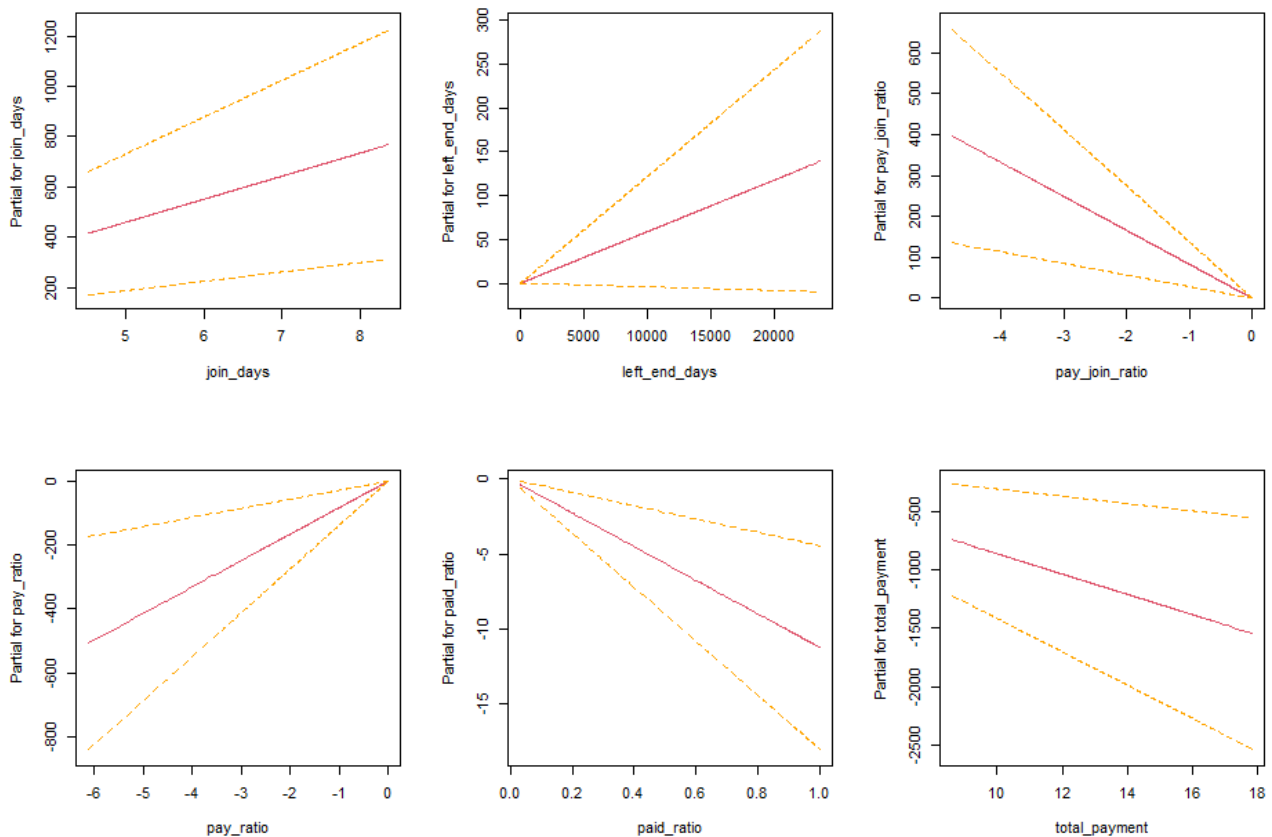 Partial for join_days
200 400 600 800 1000 1200
5 6 7 8
join_days
Partial for left_end_days
0 50 100 150 200 250 300
0 5000 10000 15000 20000
left_end_days
Partial for pay_join_ratio
0 100 200 300 400 500 600
-4 -3 -2 -1 0
pay_join_ratio
Partial for pay_ratio
-800 -600 -400 -200 0
-6 -5 -4 -3 -2 -1 0
pay_ratio
Partial for paid_ratio
-15 -10 -5 0
0.0 0.2 0.4 0.6 0.8 1.0
paid_ratio
Partial for total_payment
-2500 -2000 -1500 -1000 -500
10 12 14 16 18
total_payment